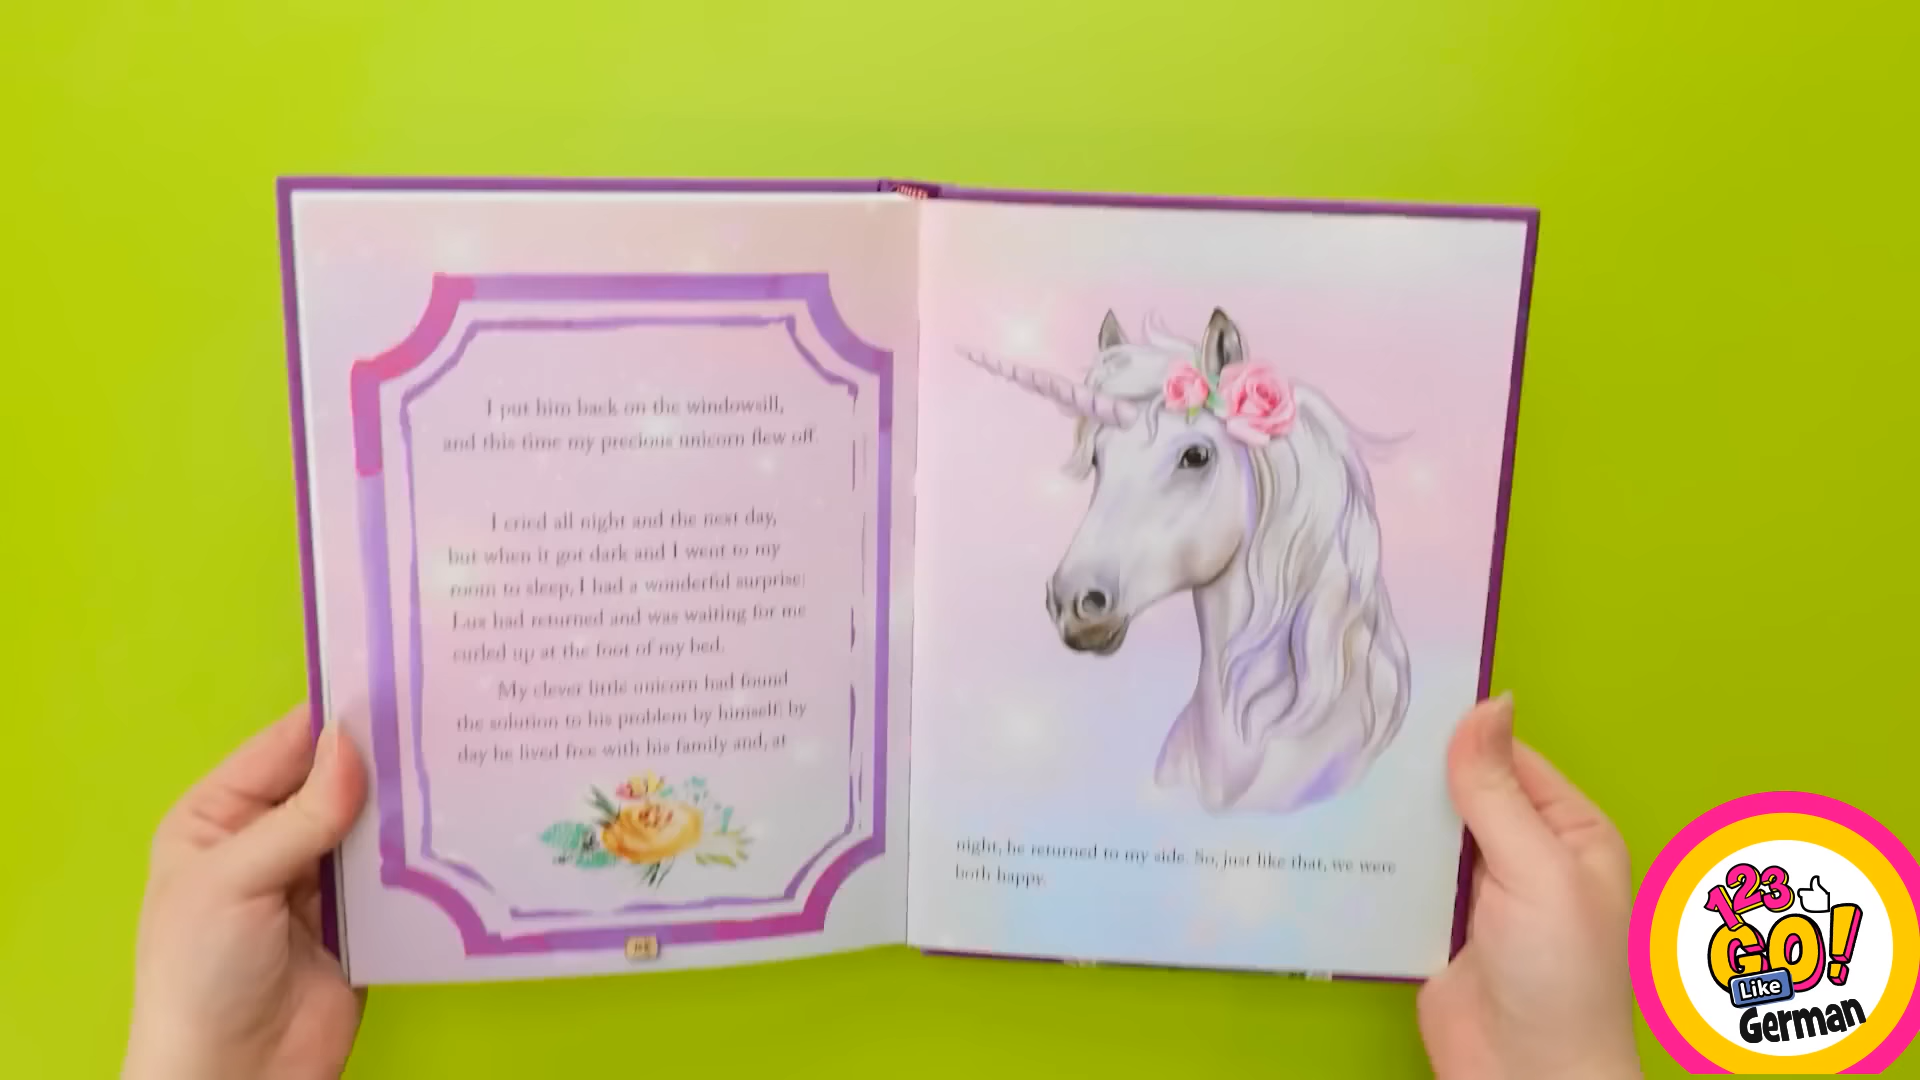 I put him back on the windowsill,
and this time my precious unicorn flew off.
I cried all night and the next day,
but when it got dark and I went to my
room to sleep, I had a wonderful surprise:
Lux had returned and was waiting for me
curled up at the foot of my bed.
My clever little unicorn had found
the solution to his problem by himself: by
day he lived free with his family and, at
night, he returned to my side. So, just like that, we were
both happy.
123
GO!
Like
German